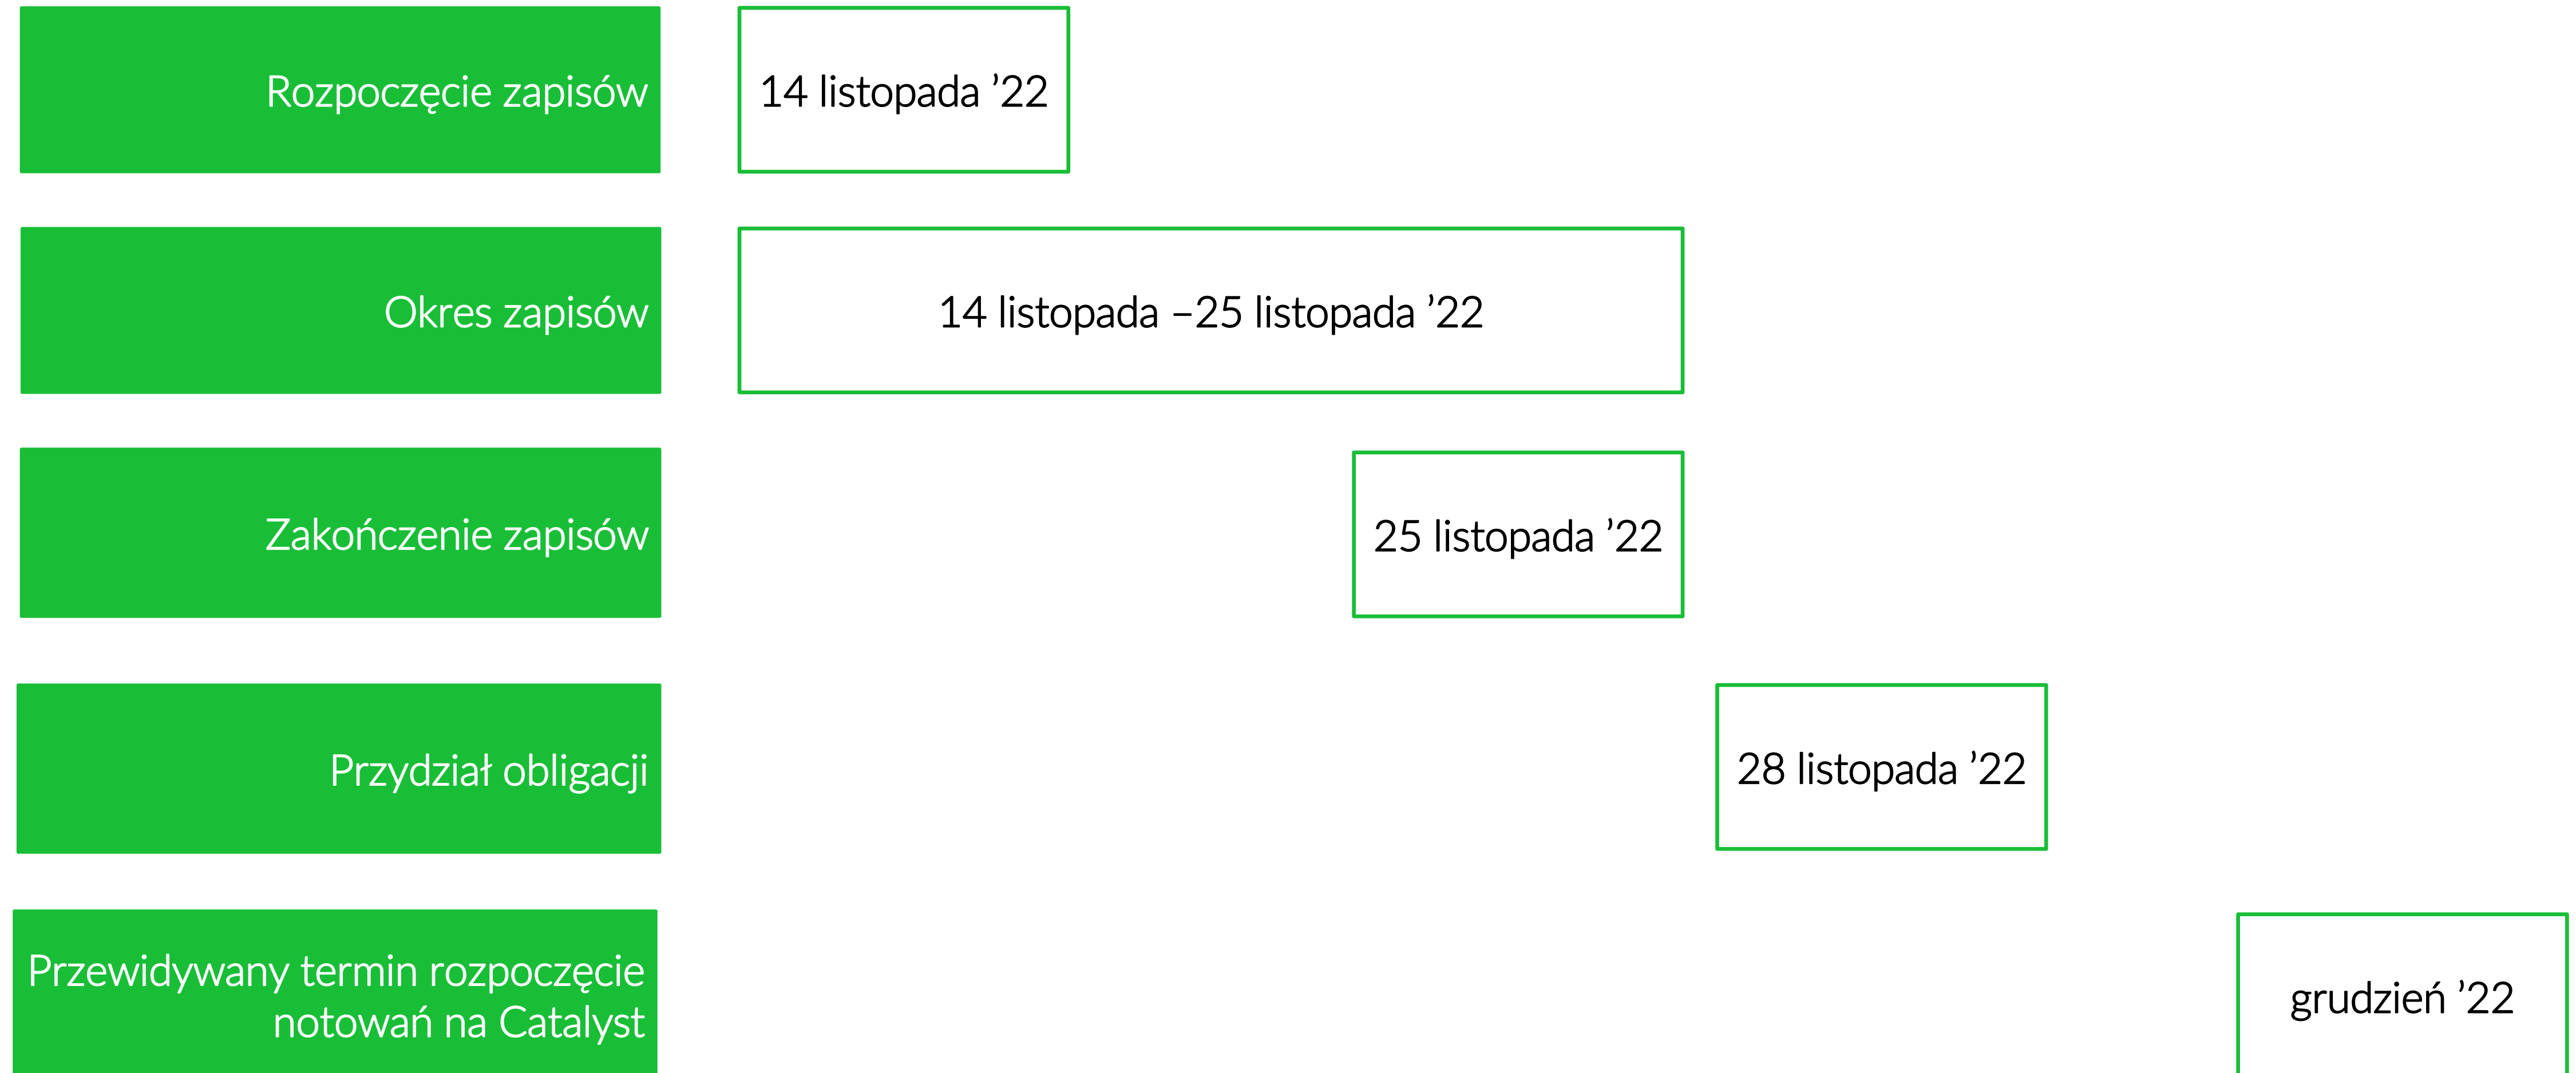 Rozpoczęcie zapisów
14 listopada ’22
Okres zapisów
14 listopada –25 listopada ’22
Zakończenie zapisów
25 listopada ’22
Przydział obligacji
28 listopada ’22
Przewidywany termin rozpoczęcie
notowań na Catalyst
grudzień ’22